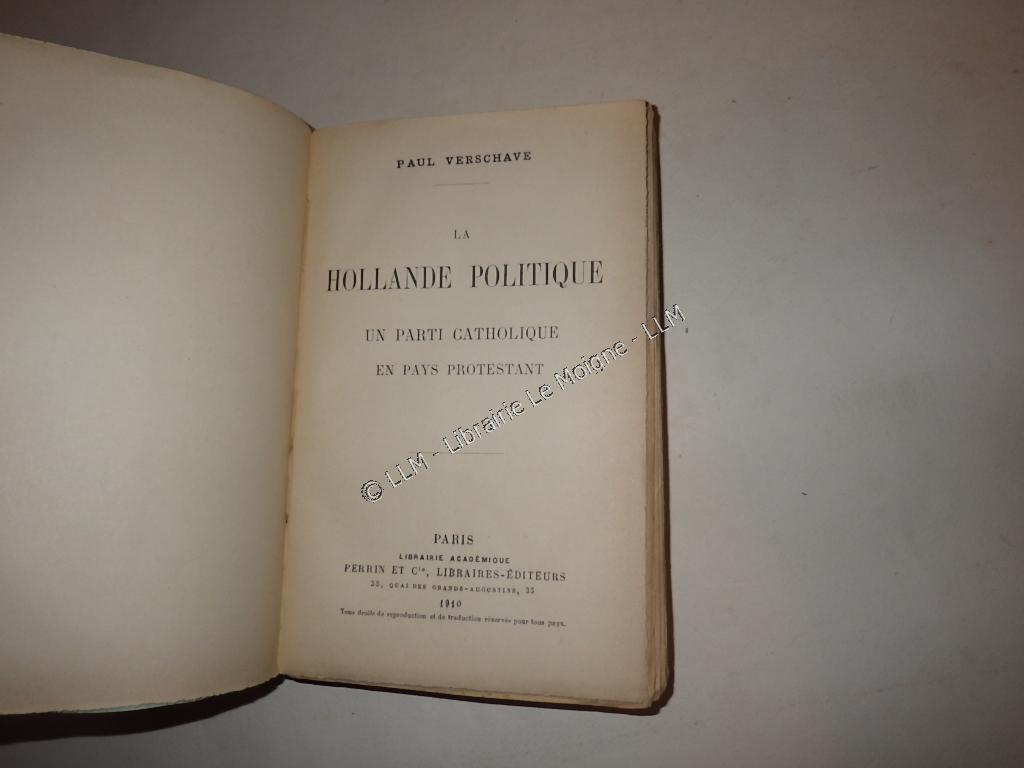 PAUL VERSCHAVE
LA
HOLLANDE POLITIQUE
UN PARTI CATHOLIQUE
EN PAYS PROTESTANT
© LLM - Librairie Le Moigne - LLM
PARIS
LIBRAIRIE ACADÉMIQUE
PERRIN ET Cie, LIBRAIRES-ÉDITEURS
35, QUAI DES GRANDS-AUGUSTINS, 35
1910
Tous droits de reproduction et de traduction réservés pour tous pays.